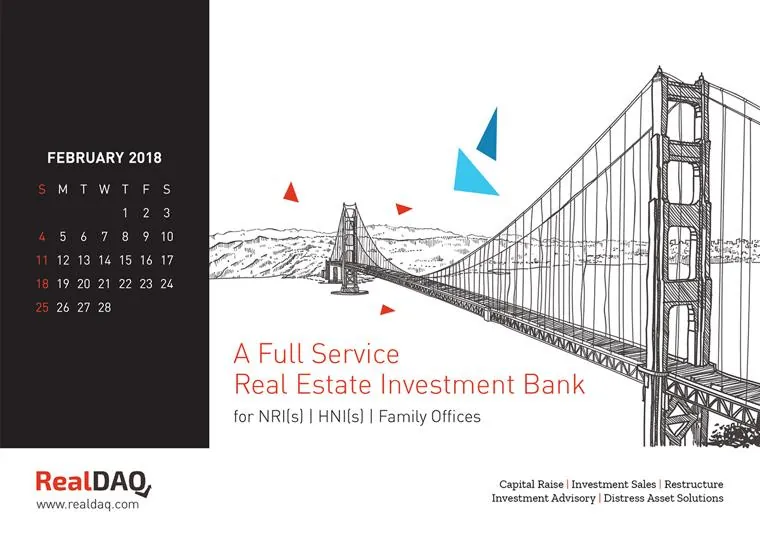 FEBRUARY 2018
S M T W T F S
1 2 3
4 5 6 7 8 9 10
11 12 13 14 15 16 17
18 19 20 21 22 23 24
25 26 27 28
A Full Service
Real Estate Investment Bank
for NRI(s) | HNI(s) | Family Offices
RealDAQ
www.realdaq.com
Capital Raise | Investment Sales | Restructure
Investment Advisory | Distress Asset Solutions